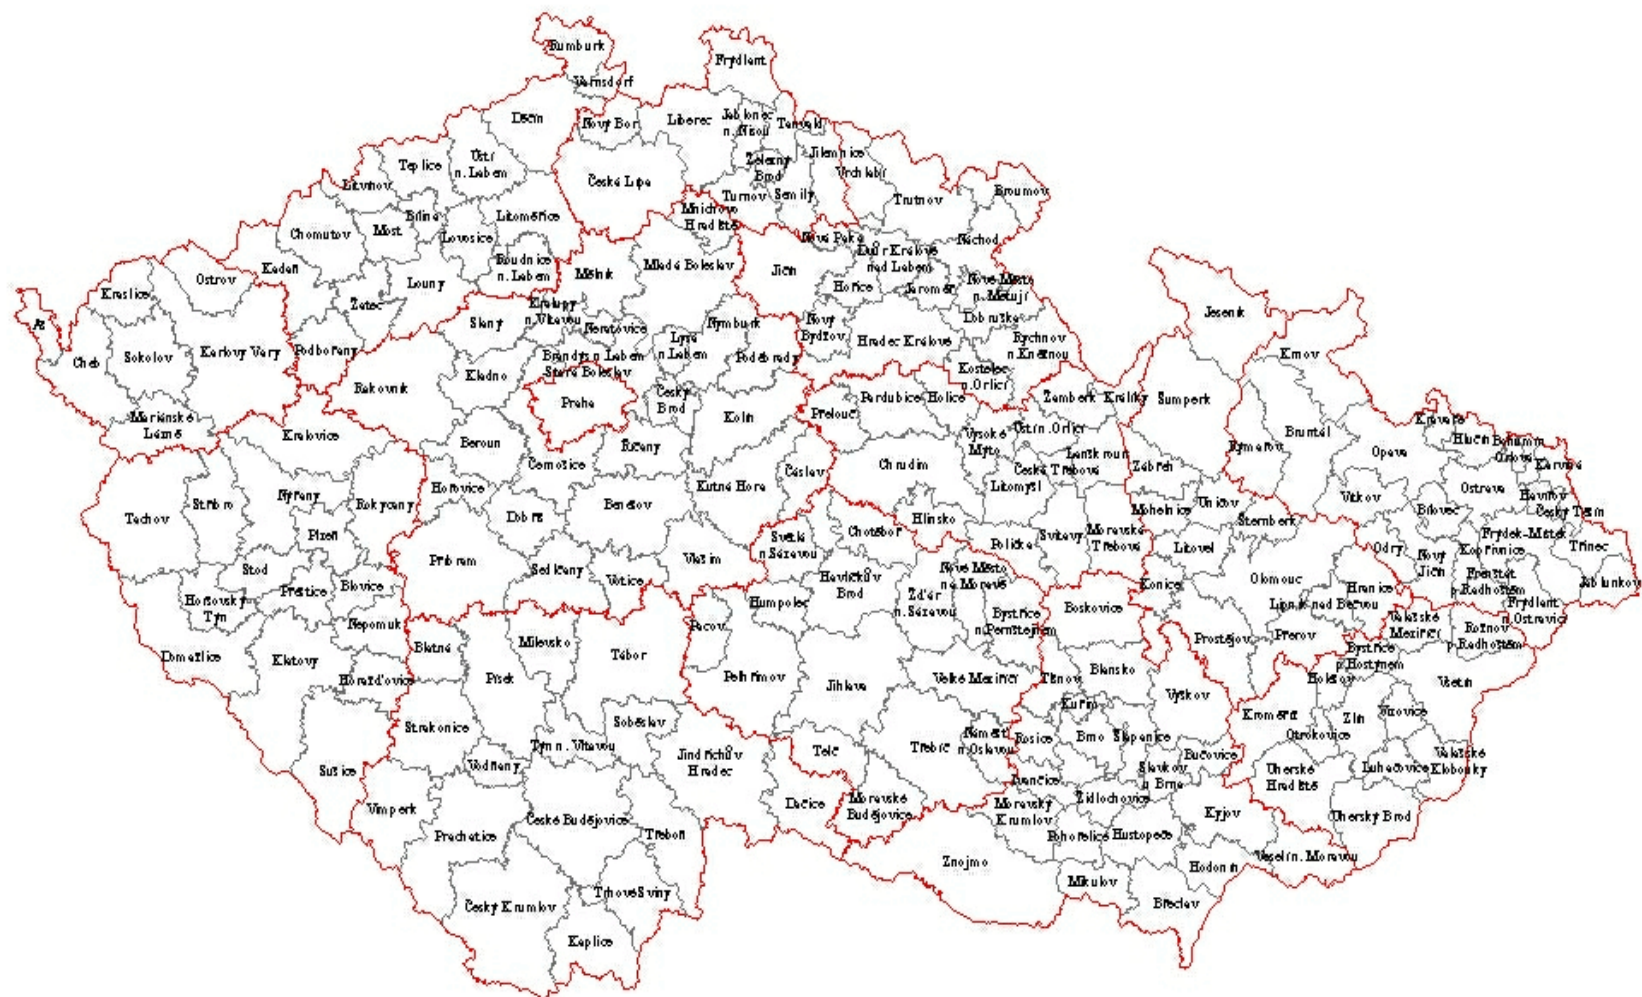 Rumburk
Varnsdorf
Frýdlant
Děčín
Nový Bor
Liberec
Jablonec
n. Nisou
Tanvald
Jilemnice
Železný
Brod
Turnov
Semily
Česká Lípa
Ústí
n. Labem
Teplice
Litvínov
Bílina
Most
Chomutov
Lovosice
Litoměřice
Roudnice
n. Labem
Louny
Žatec
Kadaň
Podbořany
Ostrov
Kraslice
Aš
Cheb
Sokolov
Karlovy Vary
Mariánské
Lázně
Vrchlabí
Trutnov
Broumov
Náchod
Nová Paka
Dvůr Králové
nad Labem
Jaroměř
Nové Město
n. Metují
Hořice
Jičín
Nový
Bydžov
Hradec Králové
Dobruška
Rychnov
n. Kněžnou
Kostelec
n. Orlicí
Mnichovo
Hradiště
Mladá Boleslav
Mělník
Kralupy
n. Vltavou
Neratovice
Slaný
Kladno
Rakovník
Brandýs n. Labem
Stará Boleslav
Lysá
n. Labem
Nymburk
Poděbrady
Praha
Český
Brod
Kolín
Říčany
Černošice
Beroun
Hořovice
Dobříš
Benešov
Kutná Hora
Čáslav
Vlašim
Votice
Sedlčany
Příbram
Kralovice
Tachov
Stříbro
Nýřany
Plzeň
Rokycany
Stod
Přeštice
Blovice
Nepomuk
Horšovský
Týn
Domažlice
Klatovy
Horažďovice
Sušice
Blatná
Milevsko
Písek
Tábor
Strakonice
Vodňany
Týn n. Vltavou
Soběslav
Jindřichův
Hradec
Vimperk
Prachatice
České Budějovice
Třeboň
Český Krumlov
Trhové Sviny
Kaplice
Dačice
Přelouč
Pardubice
Holice
Chrudim
Hlinsko
Vysoké
Mýto
Ústí n. Orlicí
Žamberk
Králíky
Lanškroun
Česká Třebová
Litomyšl
Polička
Svitavy
Moravská
Třebová
Světlá
n. Sázavou
Chotěboř
Havlíčkův
Brod
Humpolec
Pacov
Pelhřimov
Jihlava
Žďár
n. Sázavou
Nové Město
na Moravě
Bystřice
n. Pernštejnem
Velké Meziříčí
Třebíč
Náměšť
n. Oslavou
Telč
Moravské
Budějovice
Jeseník
Šumperk
Zábřeh
Mohelnice
Uničov
Šternberk
Litovel
Konice
Olomouc
Prostějov
Přerov
Lipník nad Bečvou
Hranice
Krnov
Rýmařov
Bruntál
Opava
Kravaře
Hlučín
Bohumín
Orlová
Karviná
Ostrava
Havířov
Český Těšín
Vítkov
Bílovec
Odry
Nový
Jičín
Kopřivnice
Frýdek-Místek
Třinec
Jablunkov
Frenštát
p. Radhoštěm
Frýdlant
n. Ostravicí
Boskovice
Blansko
Tišnov
Kuřim
Vyškov
Rosice
Brno
Šlapanice
Slavkov
u Brna
Bučovice
Ivančice
Židlochovice
Moravský
Krumlov
Pohořelice
Hustopeče
Kyjov
Znojmo
Mikulov
Břeclav
Hodonín
Veselí n. Moravou
Valašské
Meziříčí
Rožnov
p. Radhoštěm
Bystřice
p. Hostýnem
Holešov
Vsetín
Kroměříž
Otrokovice
Zlín
Vizovice
Luhačovice
Valašské
Klobouky
Uherské
Hradiště
Uherský Brod